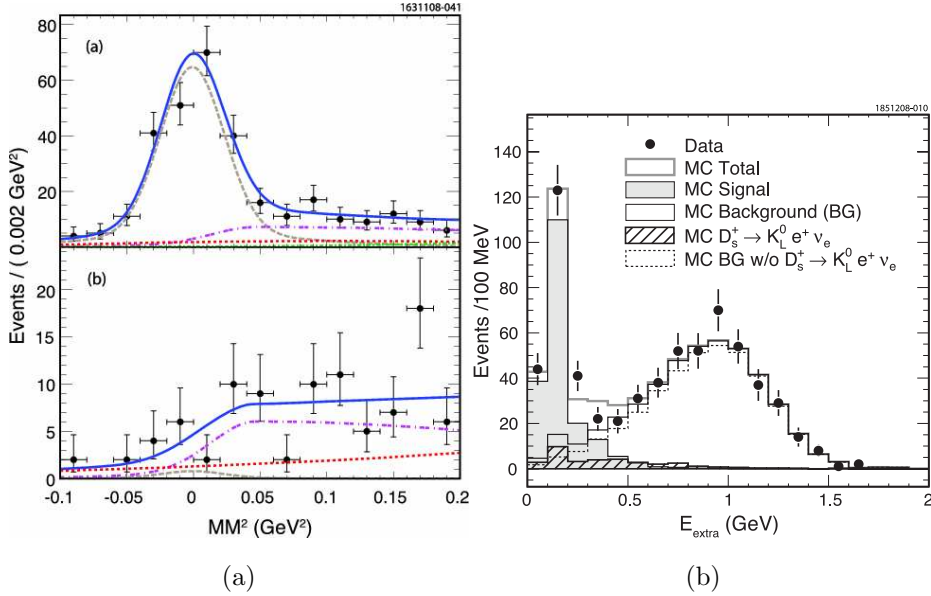 1631108-041
(a)
80
60
40
20
0
Events / ( 0.002 GeV²)
(b)
20
15
10
5
0
-0.1 -0.05 0 0.05 0.1 0.15 0.2
MM² (GeV²)
(a)
1851208-010
Data
MC Total
MC Signal
MC Background (BG)
MC D_s^+ → K_L^0 e^+ ν_e
MC BG w/o D_s^+ → K_L^0 e^+ ν_e
140
120
100
80
60
40
20
0
Events /100 MeV
0 0.5 1 1.5 2
E_extra (GeV)
(b)